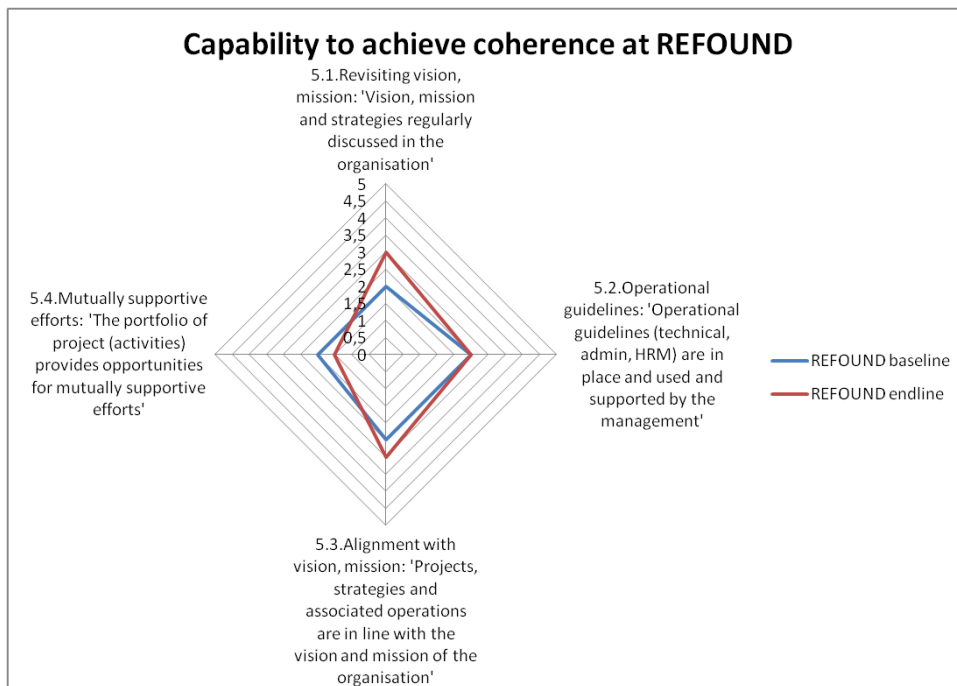 Capability to achieve coherence at REFOUND
5.1.Revisiting vision,
mission: 'Vision, mission
and strategies regularly
discussed in the
organisation'
5
4,5
4
3,5
3
2,5
2
1,5
1
0,5
0
5.2.Operational
guidelines: 'Operational
guidelines (technical,
admin, HRM) are in
place and used and
supported by the
management'
5.3.Alignment with
vision, mission: 'Projects,
strategies and
associated operations
are in line with the
vision and mission of the
organisation'
5.4.Mutually supportive
efforts: 'The portfolio of
project (activities)
provides opportunities
for mutually supportive
efforts'
REFOUND baseline
REFOUND endline